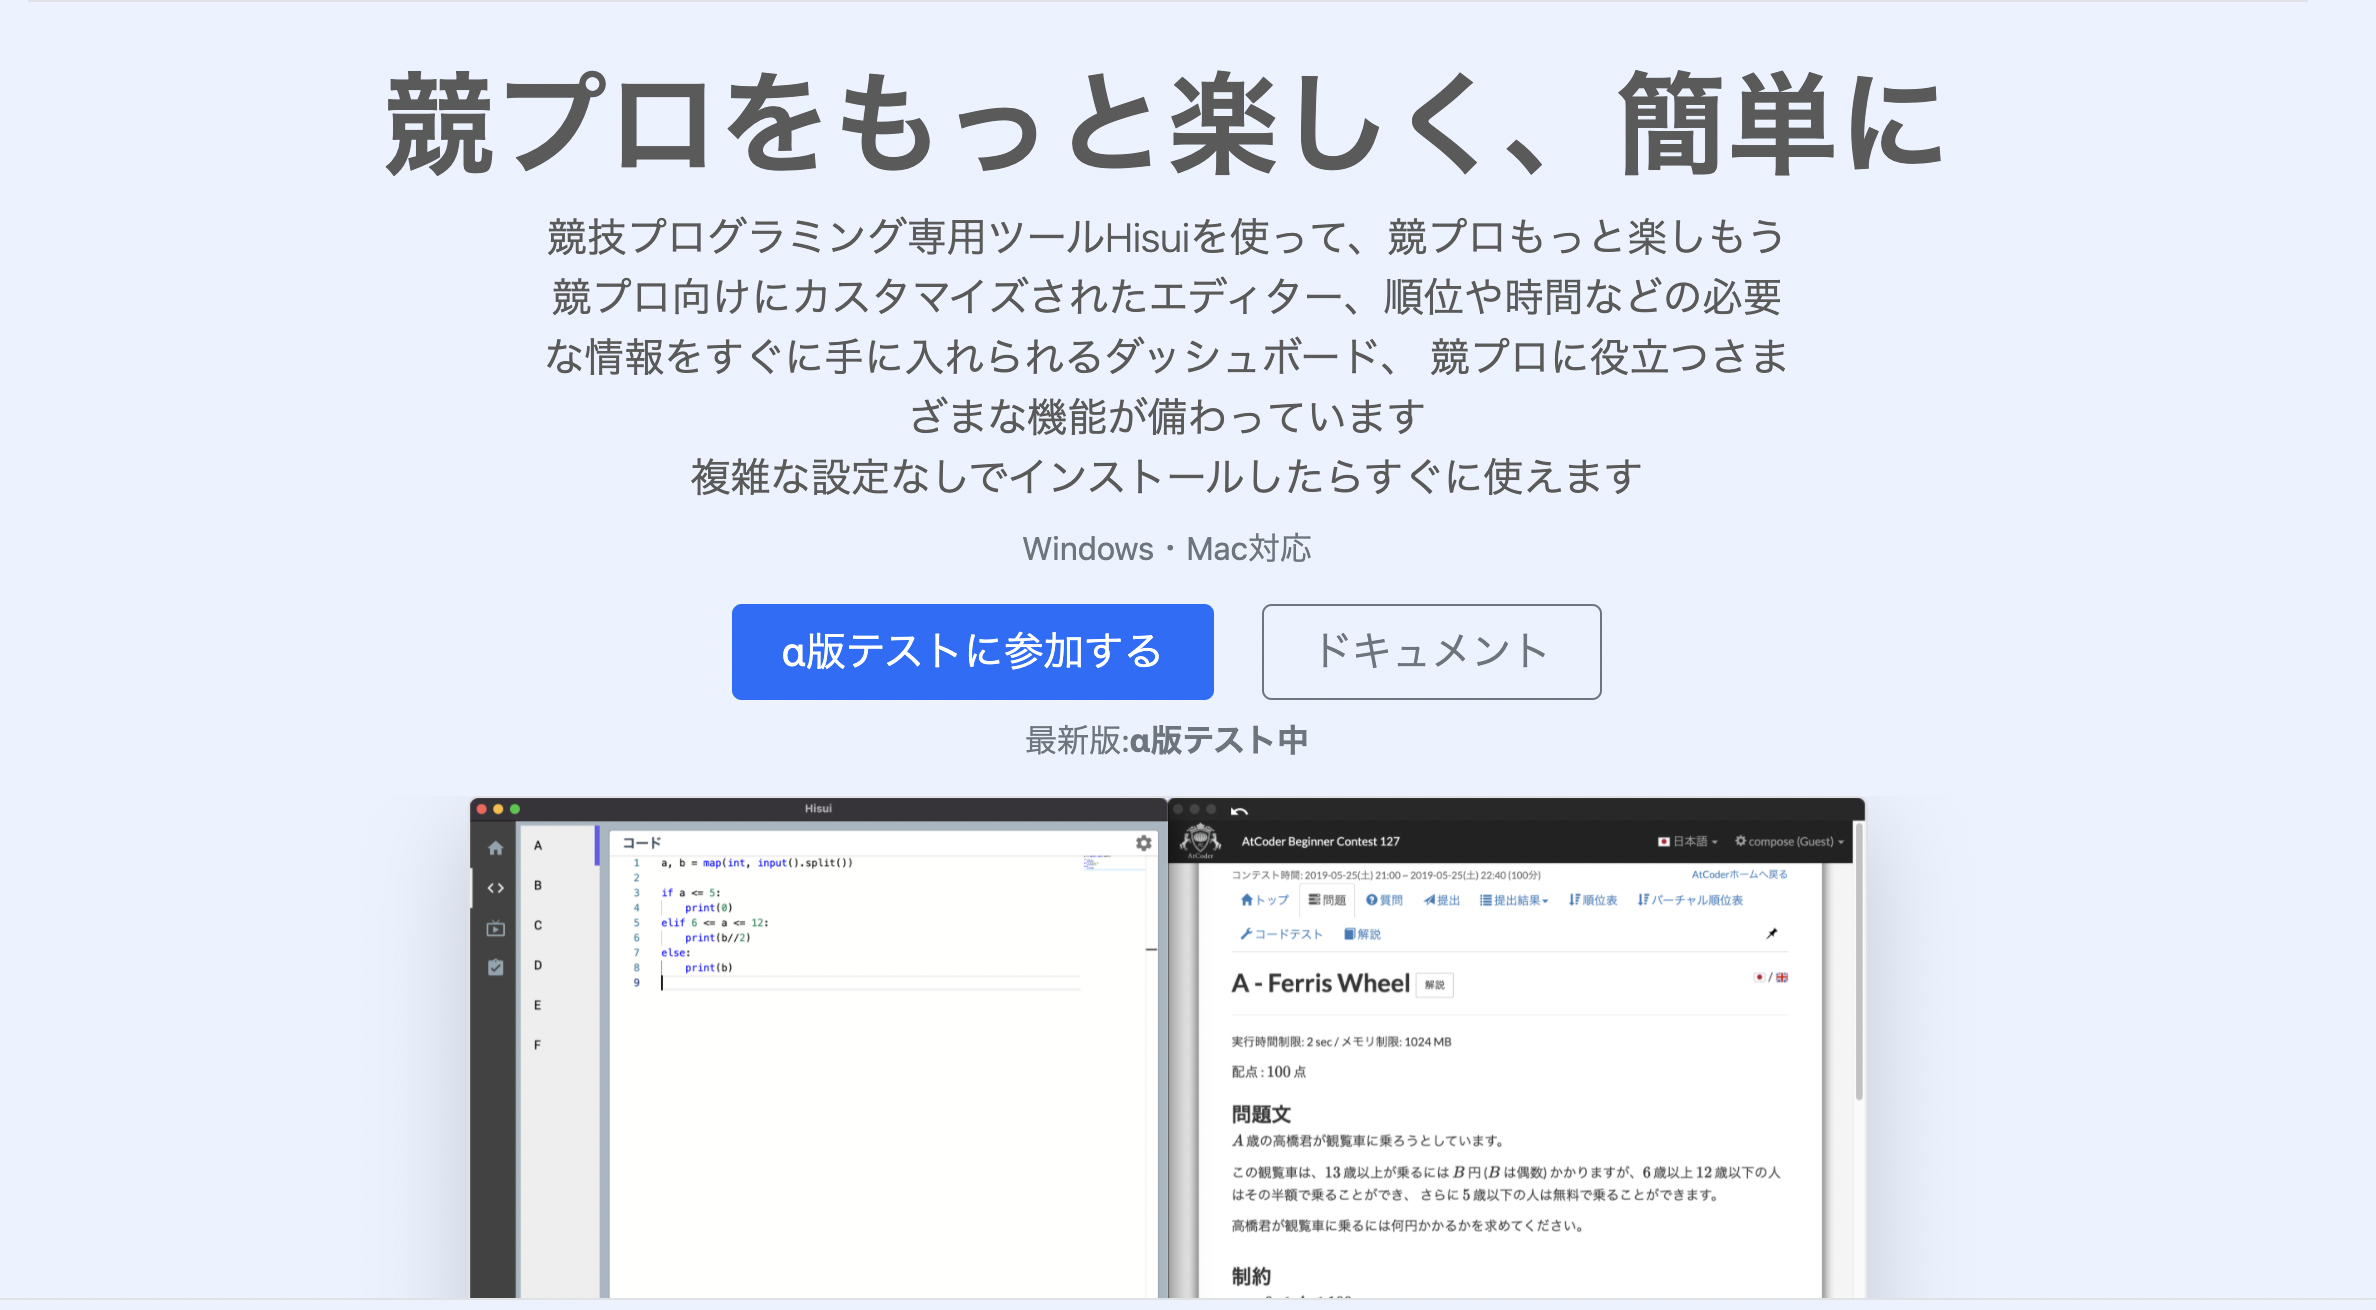 競プロをもっと楽しく、簡単に
競技プログラミング専用ツールHisuiを使って、競プロもっと楽しもう
競プロ向けにカスタマイズされたエディター、順位や時間などの必要
な情報をすぐに手に入れられるダッシュボード、 競プロに役立つさま
ざまな機能が備わっています
複雑な設定なしでインストールしたらすぐに使えます
Windows・Mac対応
α版テストに参加する
ドキュメント
最新版:α版テスト中
Hisui
A
B
C
D
E
F
コード
1 a, b = map(int, input().split())
2
3 if a <= 5:
4 print(0)
5 elif 6 <= a <= 12:
6 print(b//2)
7 else:
8 print(b)
9
AtCoder
AtCoder Beginner Contest 127
日本語
compose (Guest)
コンテスト時間: 2019-05-25(土) 21:00 ~ 2019-05-25(土) 22:40 (100分)
AtCoderホームへ戻る
トップ 問題 質問 提出 提出結果 順位表 バーチャル順位表
コードテスト 解説
A - Ferris Wheel 解説
/
実行時間制限: 2 sec / メモリ制限: 1024 MB
配点 : 100 点
問題文
A 歳の高橋君が観覧車に乗ろうとしています。
この観覧車は、13 歳以上が乗るには B 円 (B は偶数) かかりますが、6 歳以上 12 歳以下の人
はその半額で乗ることができ、 さらに 5 歳以下の人は無料で乗ることができます。
高橋君が観覧車に乗るには何円かかるかを求めてください。
制約